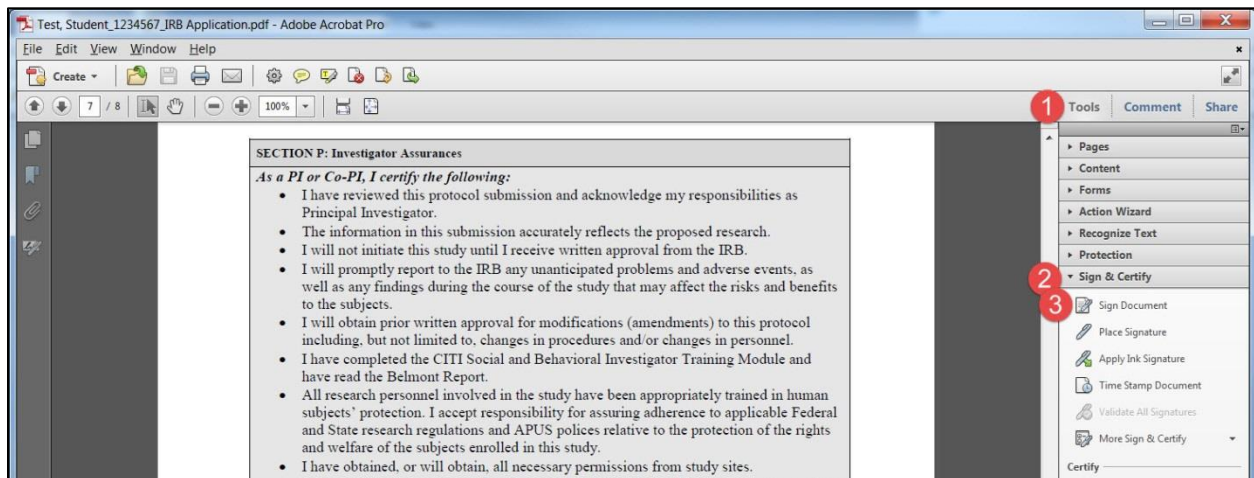 Test, Student_1234567_IRB Application.pdf - Adobe Acrobat Pro
File Edit View Window Help
Create
7 / 8 100%
1 Tools Comment Share
SECTION P: Investigator Assurances
As a PI or Co-PI, I certify the following:
• I have reviewed this protocol submission and acknowledge my responsibilities as
Principal Investigator.
• The information in this submission accurately reflects the proposed research.
• I will not initiate this study until I receive written approval from the IRB.
• I will promptly report to the IRB any unanticipated problems and adverse events, as
well as any findings during the course of the study that may affect the risks and benefits
to the subjects.
• I will obtain prior written approval for modifications (amendments) to this protocol
including, but not limited to, changes in procedures and/or changes in personnel.
• I have completed the CITI Social and Behavioral Investigator Training Module and
have read the Belmont Report.
• All research personnel involved in the study have been appropriately trained in human
subjects' protection. I accept responsibility for assuring adherence to applicable Federal
and State research regulations and APUS polices relative to the protection of the rights
and welfare of the subjects enrolled in this study.
• I have obtained, or will obtain, all necessary permissions from study sites.
Pages
Content
Forms
Action Wizard
Recognize Text
Protection
2 Sign & Certify
3 Sign Document
Place Signature
Apply Ink Signature
Time Stamp Document
Validate All Signatures
More Sign & Certify
Certify